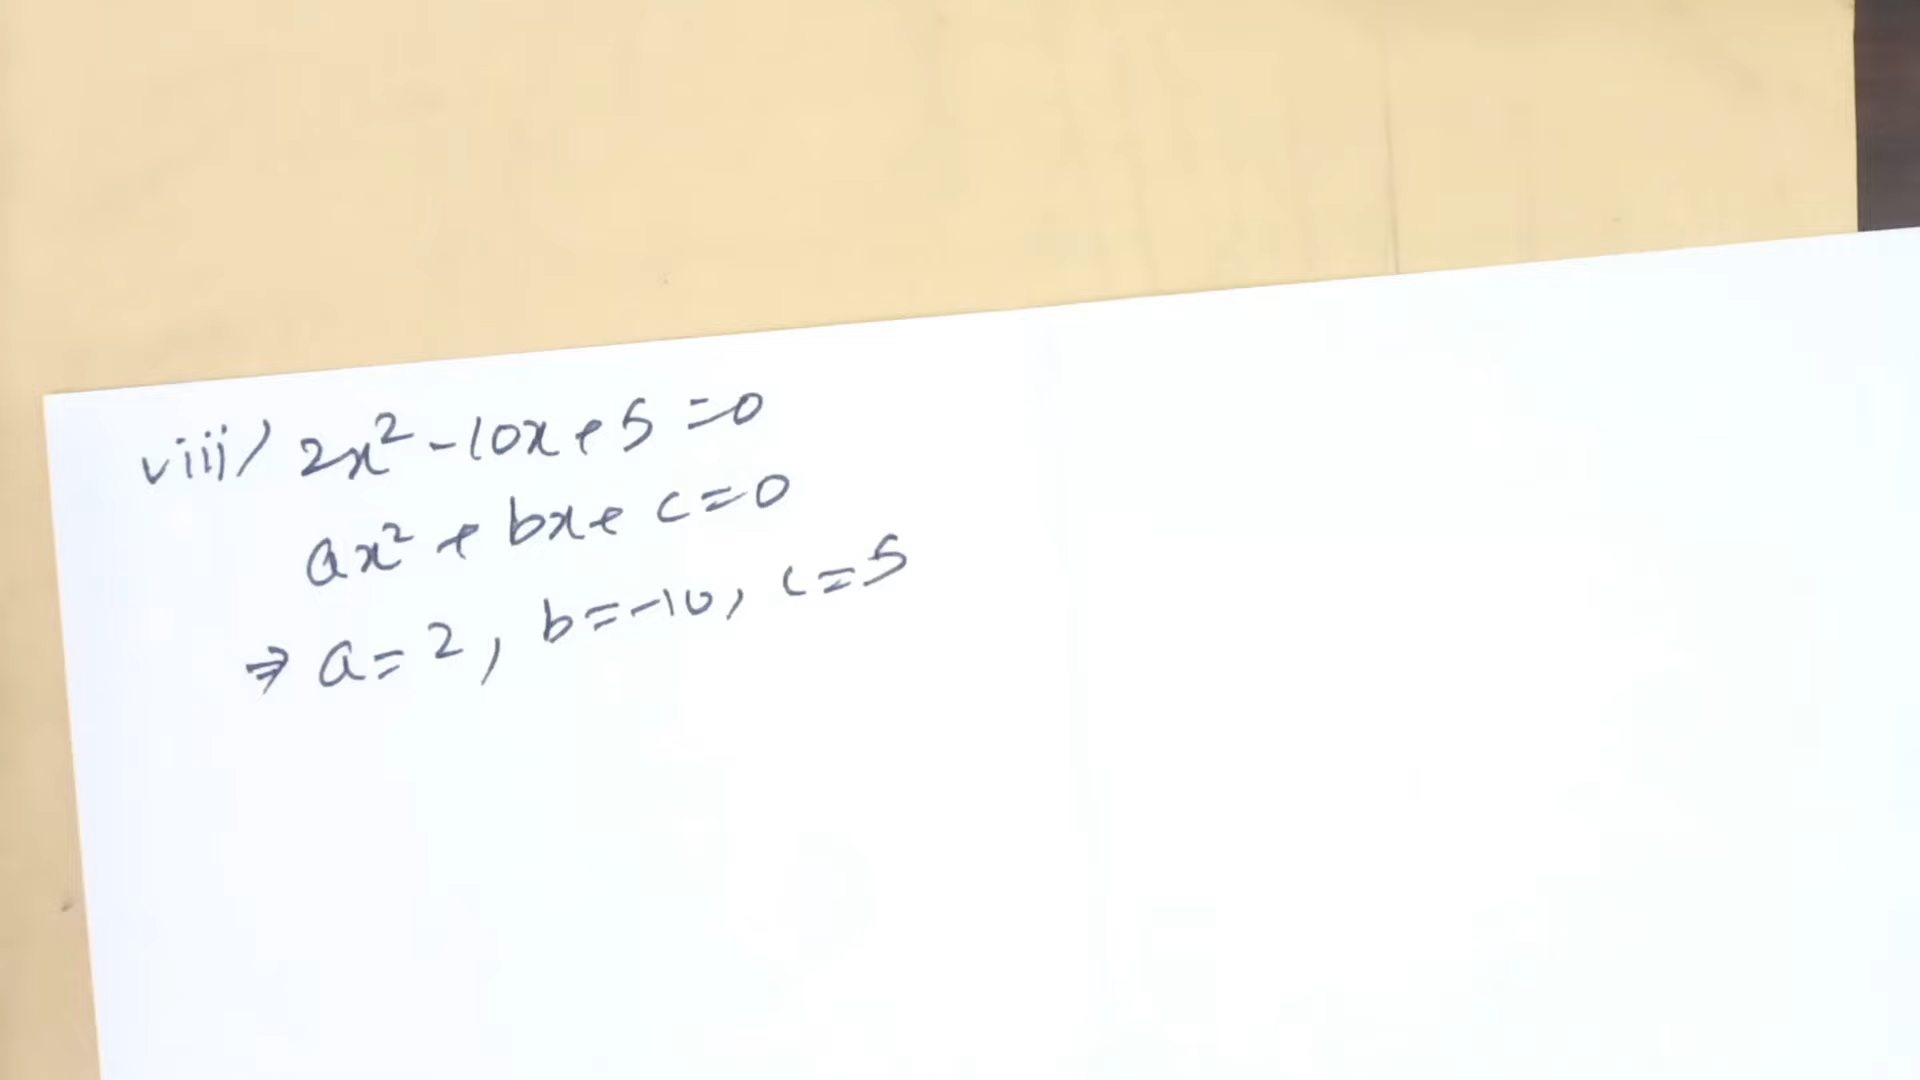 viii) 2x² -10x + 5 = 0
ax² + bx + c = 0
⇒ a = 2, b = -10, c = 5